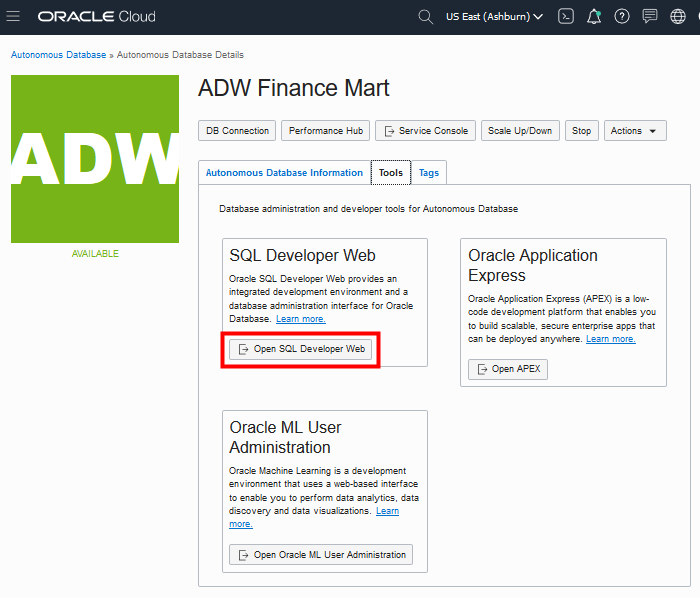 ORACLE Cloud
US East (Ashburn)
Autonomous Database » Autonomous Database Details
ADW
AVAILABLE
ADW Finance Mart
DB Connection
Performance Hub
Service Console
Scale Up/Down
Stop
Actions
Autonomous Database Information
Tools
Tags
Database administration and developer tools for Autonomous Database
SQL Developer Web
Oracle SQL Developer Web provides an
integrated development environment and a
database administration interface for Oracle
Database. Learn more.
Open SQL Developer Web
Oracle Application
Express
Oracle Application Express (APEX) is a low-
code development platform that enables you
to build scalable, secure enterprise apps that
can be deployed anywhere. Learn more.
Open APEX
Oracle ML User
Administration
Oracle Machine Learning is a development
environment that uses a web-based interface
to enable you to perform data analytics, data
discovery and data visualizations. Learn
more.
Open Oracle ML User Administration